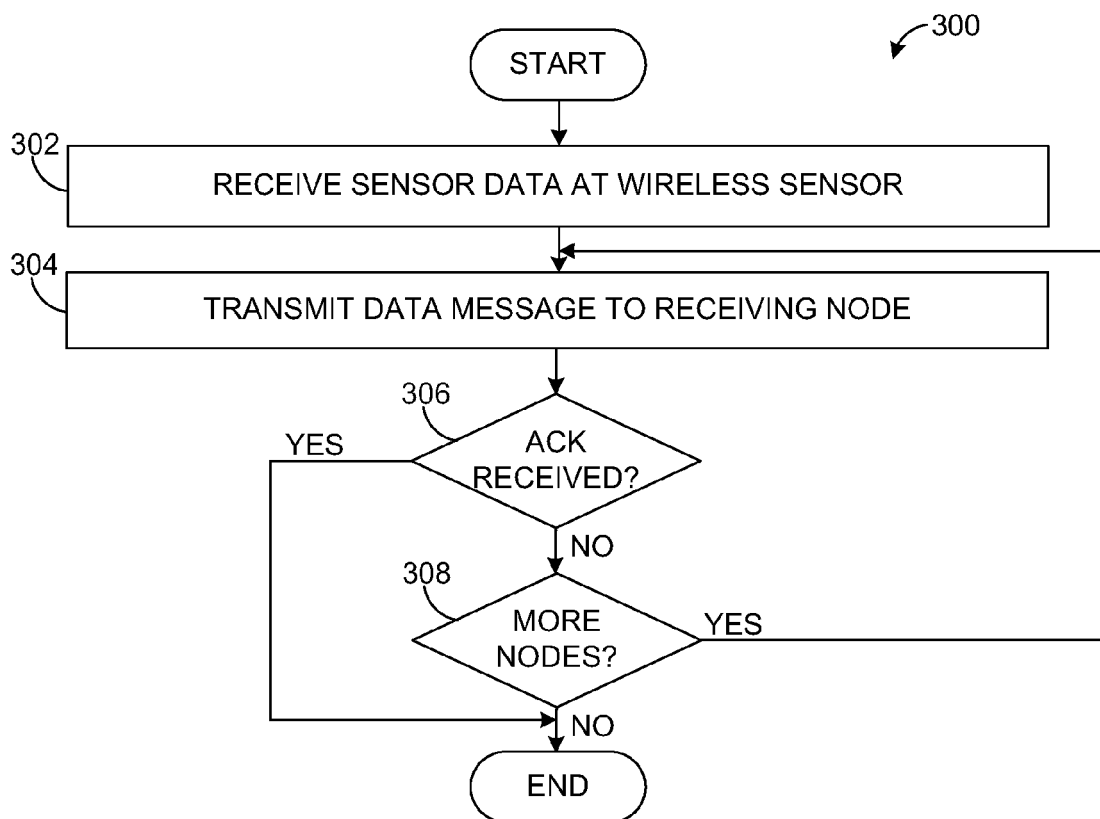 300
START
302
RECEIVE SENSOR DATA AT WIRELESS SENSOR
304
TRANSMIT DATA MESSAGE TO RECEIVING NODE
306
YES
ACK
RECEIVED?
NO
308
MORE
NODES?
YES
NO
END